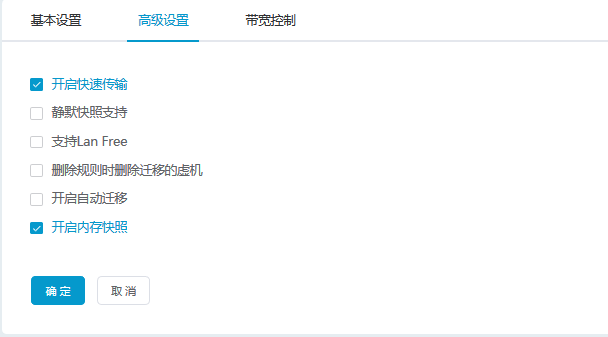 基本设置 高级设置 带宽控制
开启快速传输
静默快照支持
支持Lan Free
删除规则时删除迁移的虚机
开启自动迁移
开启内存快照
确 定 取 消